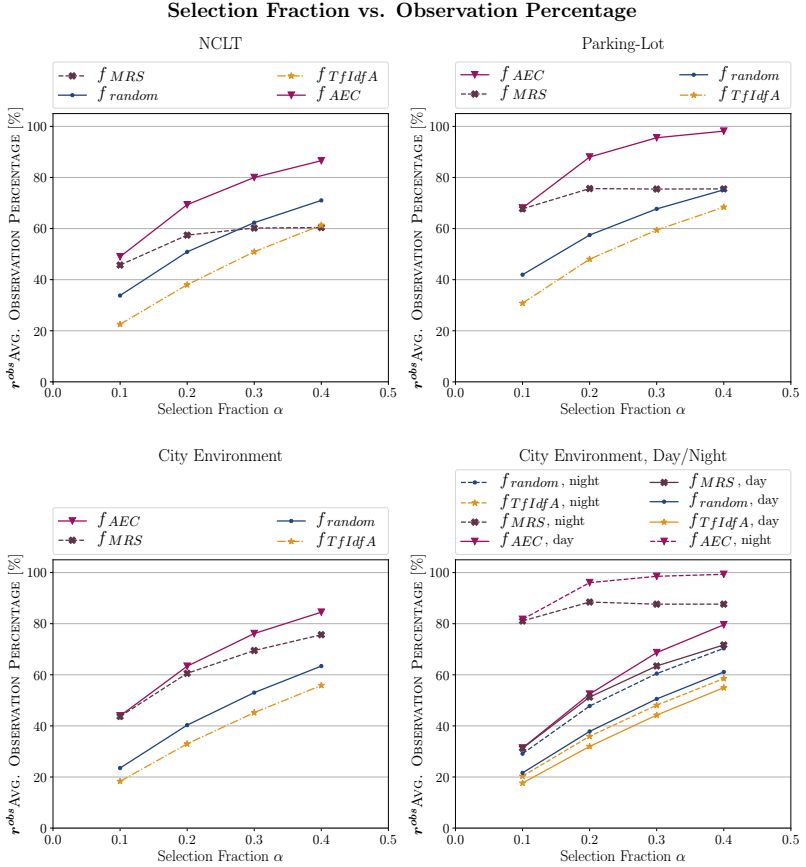 Selection Fraction vs. Observation Percentage
NCLT
f MRS
f random
f TfIdfA
f AEC
r^obs AVG. OBSERVATION PERCENTAGE [%]
100
80
60
40
20
0
0.0 0.1 0.2 0.3 0.4 0.5
Selection Fraction α
Parking-Lot
f AEC
f MRS
f random
f TfIdfA
r^obs AVG. OBSERVATION PERCENTAGE [%]
100
80
60
40
20
0
0.0 0.1 0.2 0.3 0.4 0.5
Selection Fraction α
City Environment
f AEC
f MRS
f random
f TfIdfA
r^obs AVG. OBSERVATION PERCENTAGE [%]
100
80
60
40
20
0
0.0 0.1 0.2 0.3 0.4 0.5
Selection Fraction α
City Environment, Day/Night
f random, night
f TfIdfA, night
f MRS, night
f AEC, day
f MRS, day
f random, day
f TfIdfA, day
f AEC, night
r^obs AVG. OBSERVATION PERCENTAGE [%]
100
80
60
40
20
0
0.0 0.1 0.2 0.3 0.4 0.5
Selection Fraction α